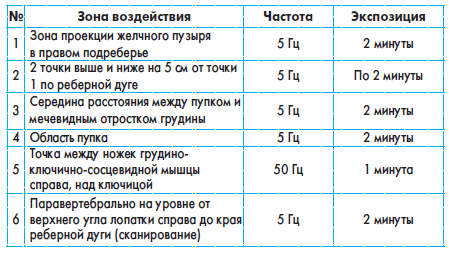 № Зона воздействия Частота Экспозиция
1 Зона проекции желчного пузыря в правом подреберье 5 Гц 2 минуты
2 2 точки выше и ниже на 5 см от точки 1 по реберной дуге 5 Гц По 2 минуты
3 Середина расстояния между пупком и мечевидным отростком грудины 5 Гц 2 минуты
4 Область пупка 5 Гц 2 минуты
5 Точка между ножек грудино-ключично-сосцевидной мышцы справа, над ключицой 50 Гц 1 минута
6 Паравертебрально на уровне от верхнего угла лопатки справа до края реберной дуги (сканирование) 5 Гц 2 минуты